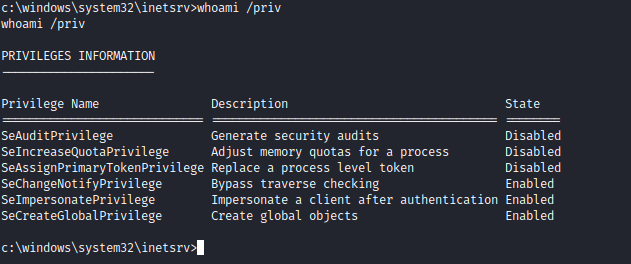 c:\windows\system32\inetsrv>whoami /priv
whoami /priv
PRIVILEGES INFORMATION
----------------------
Privilege Name Description State
============================= ========================================= ========
SeAuditPrivilege Generate security audits Disabled
SeIncreaseQuotaPrivilege Adjust memory quotas for a process Disabled
SeAssignPrimaryTokenPrivilege Replace a process level token Disabled
SeChangeNotifyPrivilege Bypass traverse checking Enabled
SeImpersonatePrivilege Impersonate a client after authentication Enabled
SeCreateGlobalPrivilege Create global objects Enabled
c:\windows\system32\inetsrv>